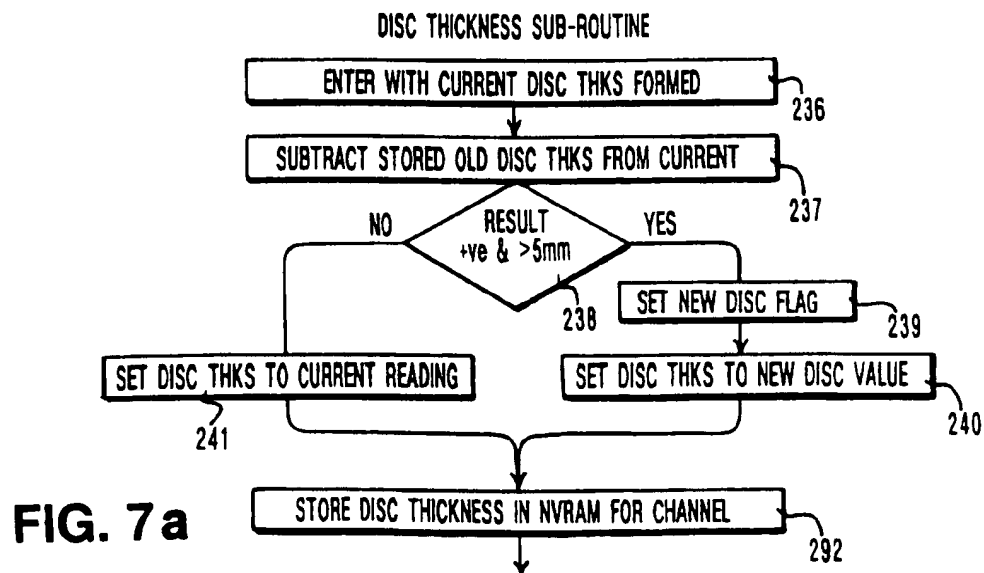 DISC THICKNESS SUB-ROUTINE
ENTER WITH CURRENT DISC THKS FORMED
236
SUBTRACT STORED OLD DISC THKS FROM CURRENT
237
NO
RESULT
+ve & >5mm
YES
238
SET NEW DISC FLAG
239
SET DISC THKS TO CURRENT READING
241
SET DISC THKS TO NEW DISC VALUE
240
STORE DISC THICKNESS IN NVRAM FOR CHANNEL
292
FIG. 7a